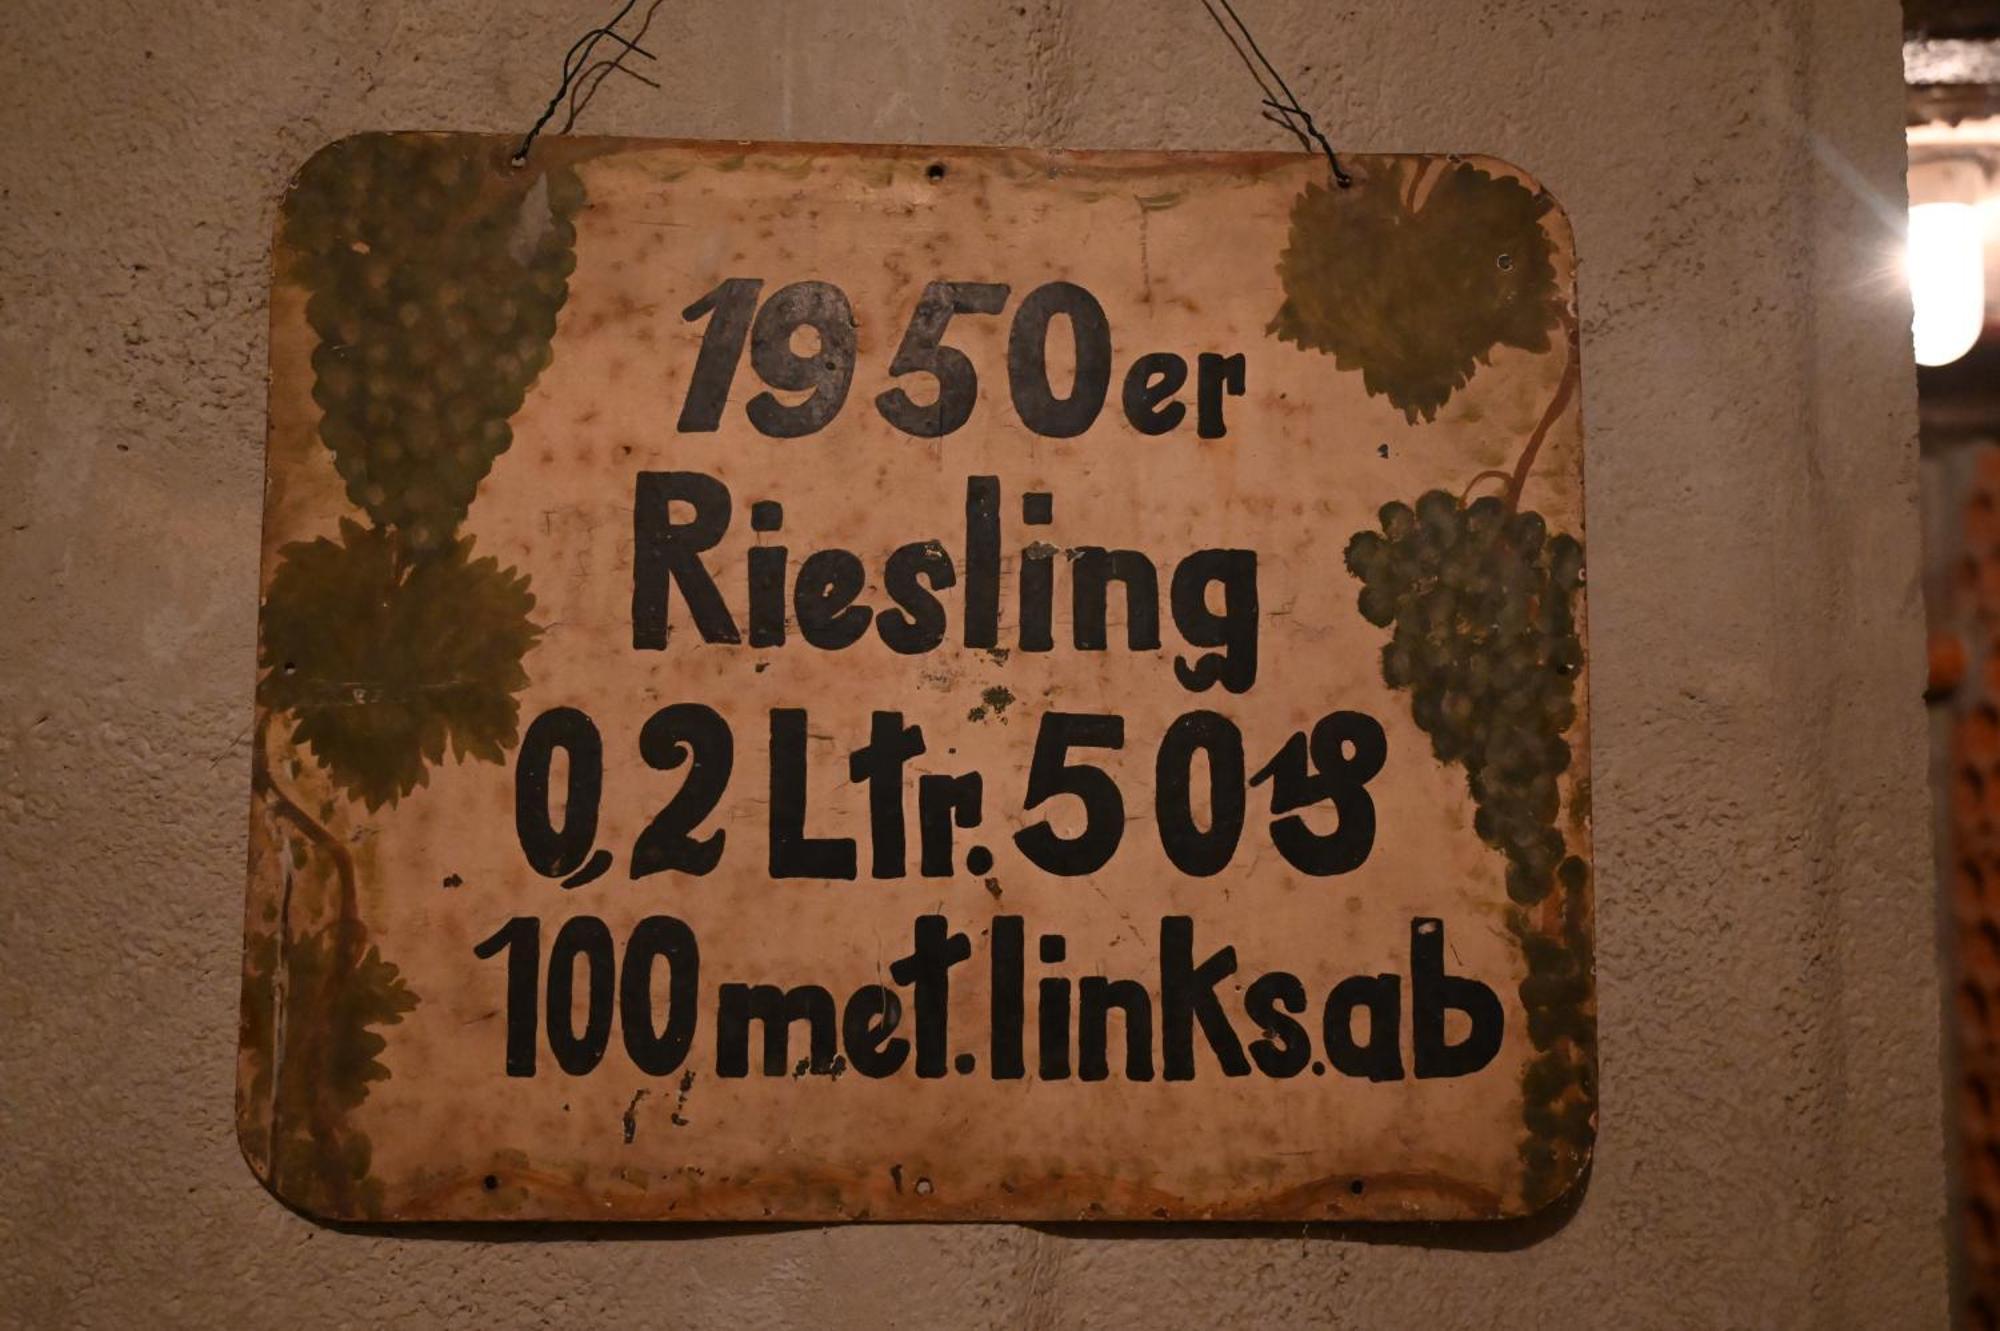 1950er
Riesling
0,2 Ltr. 50₰
100 met. links.ab